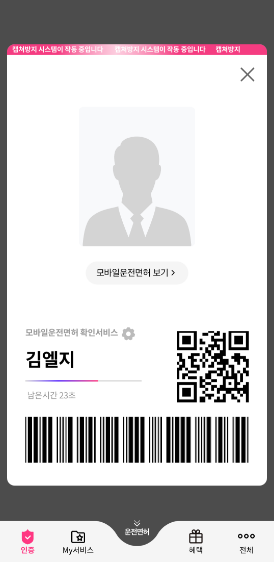 캡쳐방지 시스템이 작동 중입니다 캡쳐방지 시스템이 작동 중입니다 캡쳐방지
모바일운전면허 보기 >
모바일운전면허 확인서비스
김엘지
남은시간 23초
운전면허
인증 My서비스 혜택 전체